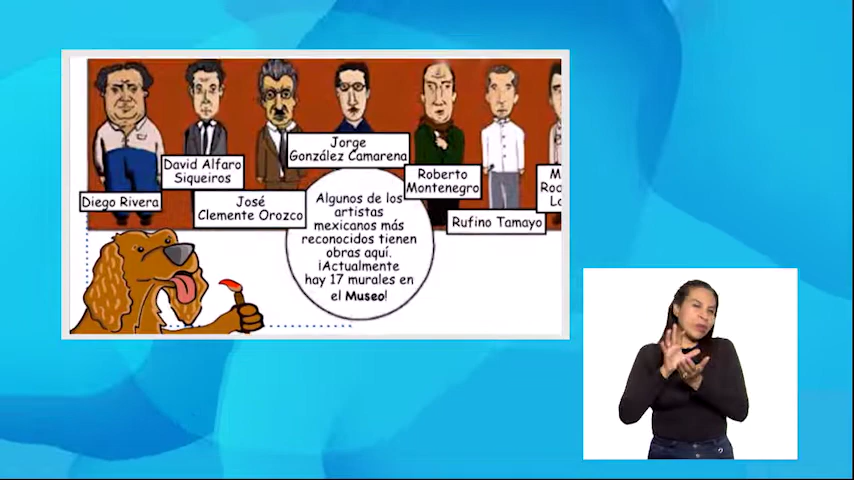 Diego Rivera
David Alfaro
Siqueiros
José
Clemente Orozco
Jorge
González Camarena
Roberto
Montenegro
Rufino Tamayo
Algunos de los
artistas
mexicanos más
reconocidos tienen
obras aquí.
¡Actualmente
hay 17 murales en
el Museo!